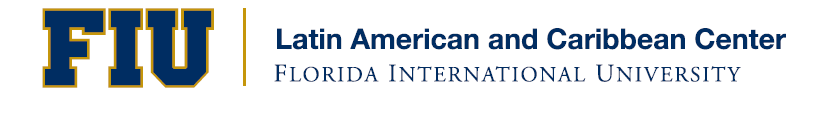 FIU
Latin American and Caribbean Center
FLORIDA INTERNATIONAL UNIVERSITY